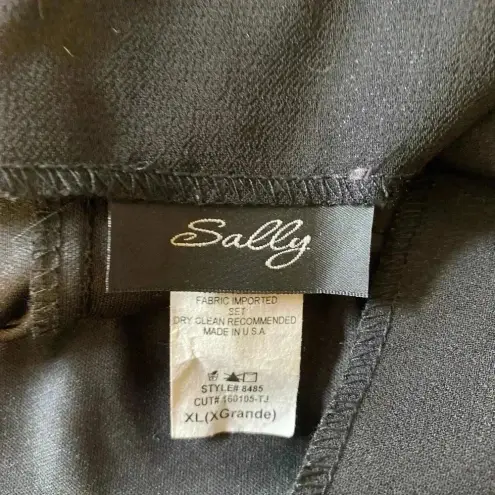 Sally
FABRIC IMPORTED
SET
DRY CLEAN RECOMMENDED
MADE IN U.S.A
STYLE# 8485
CUT# 160105-TJ
XL(XGrande)